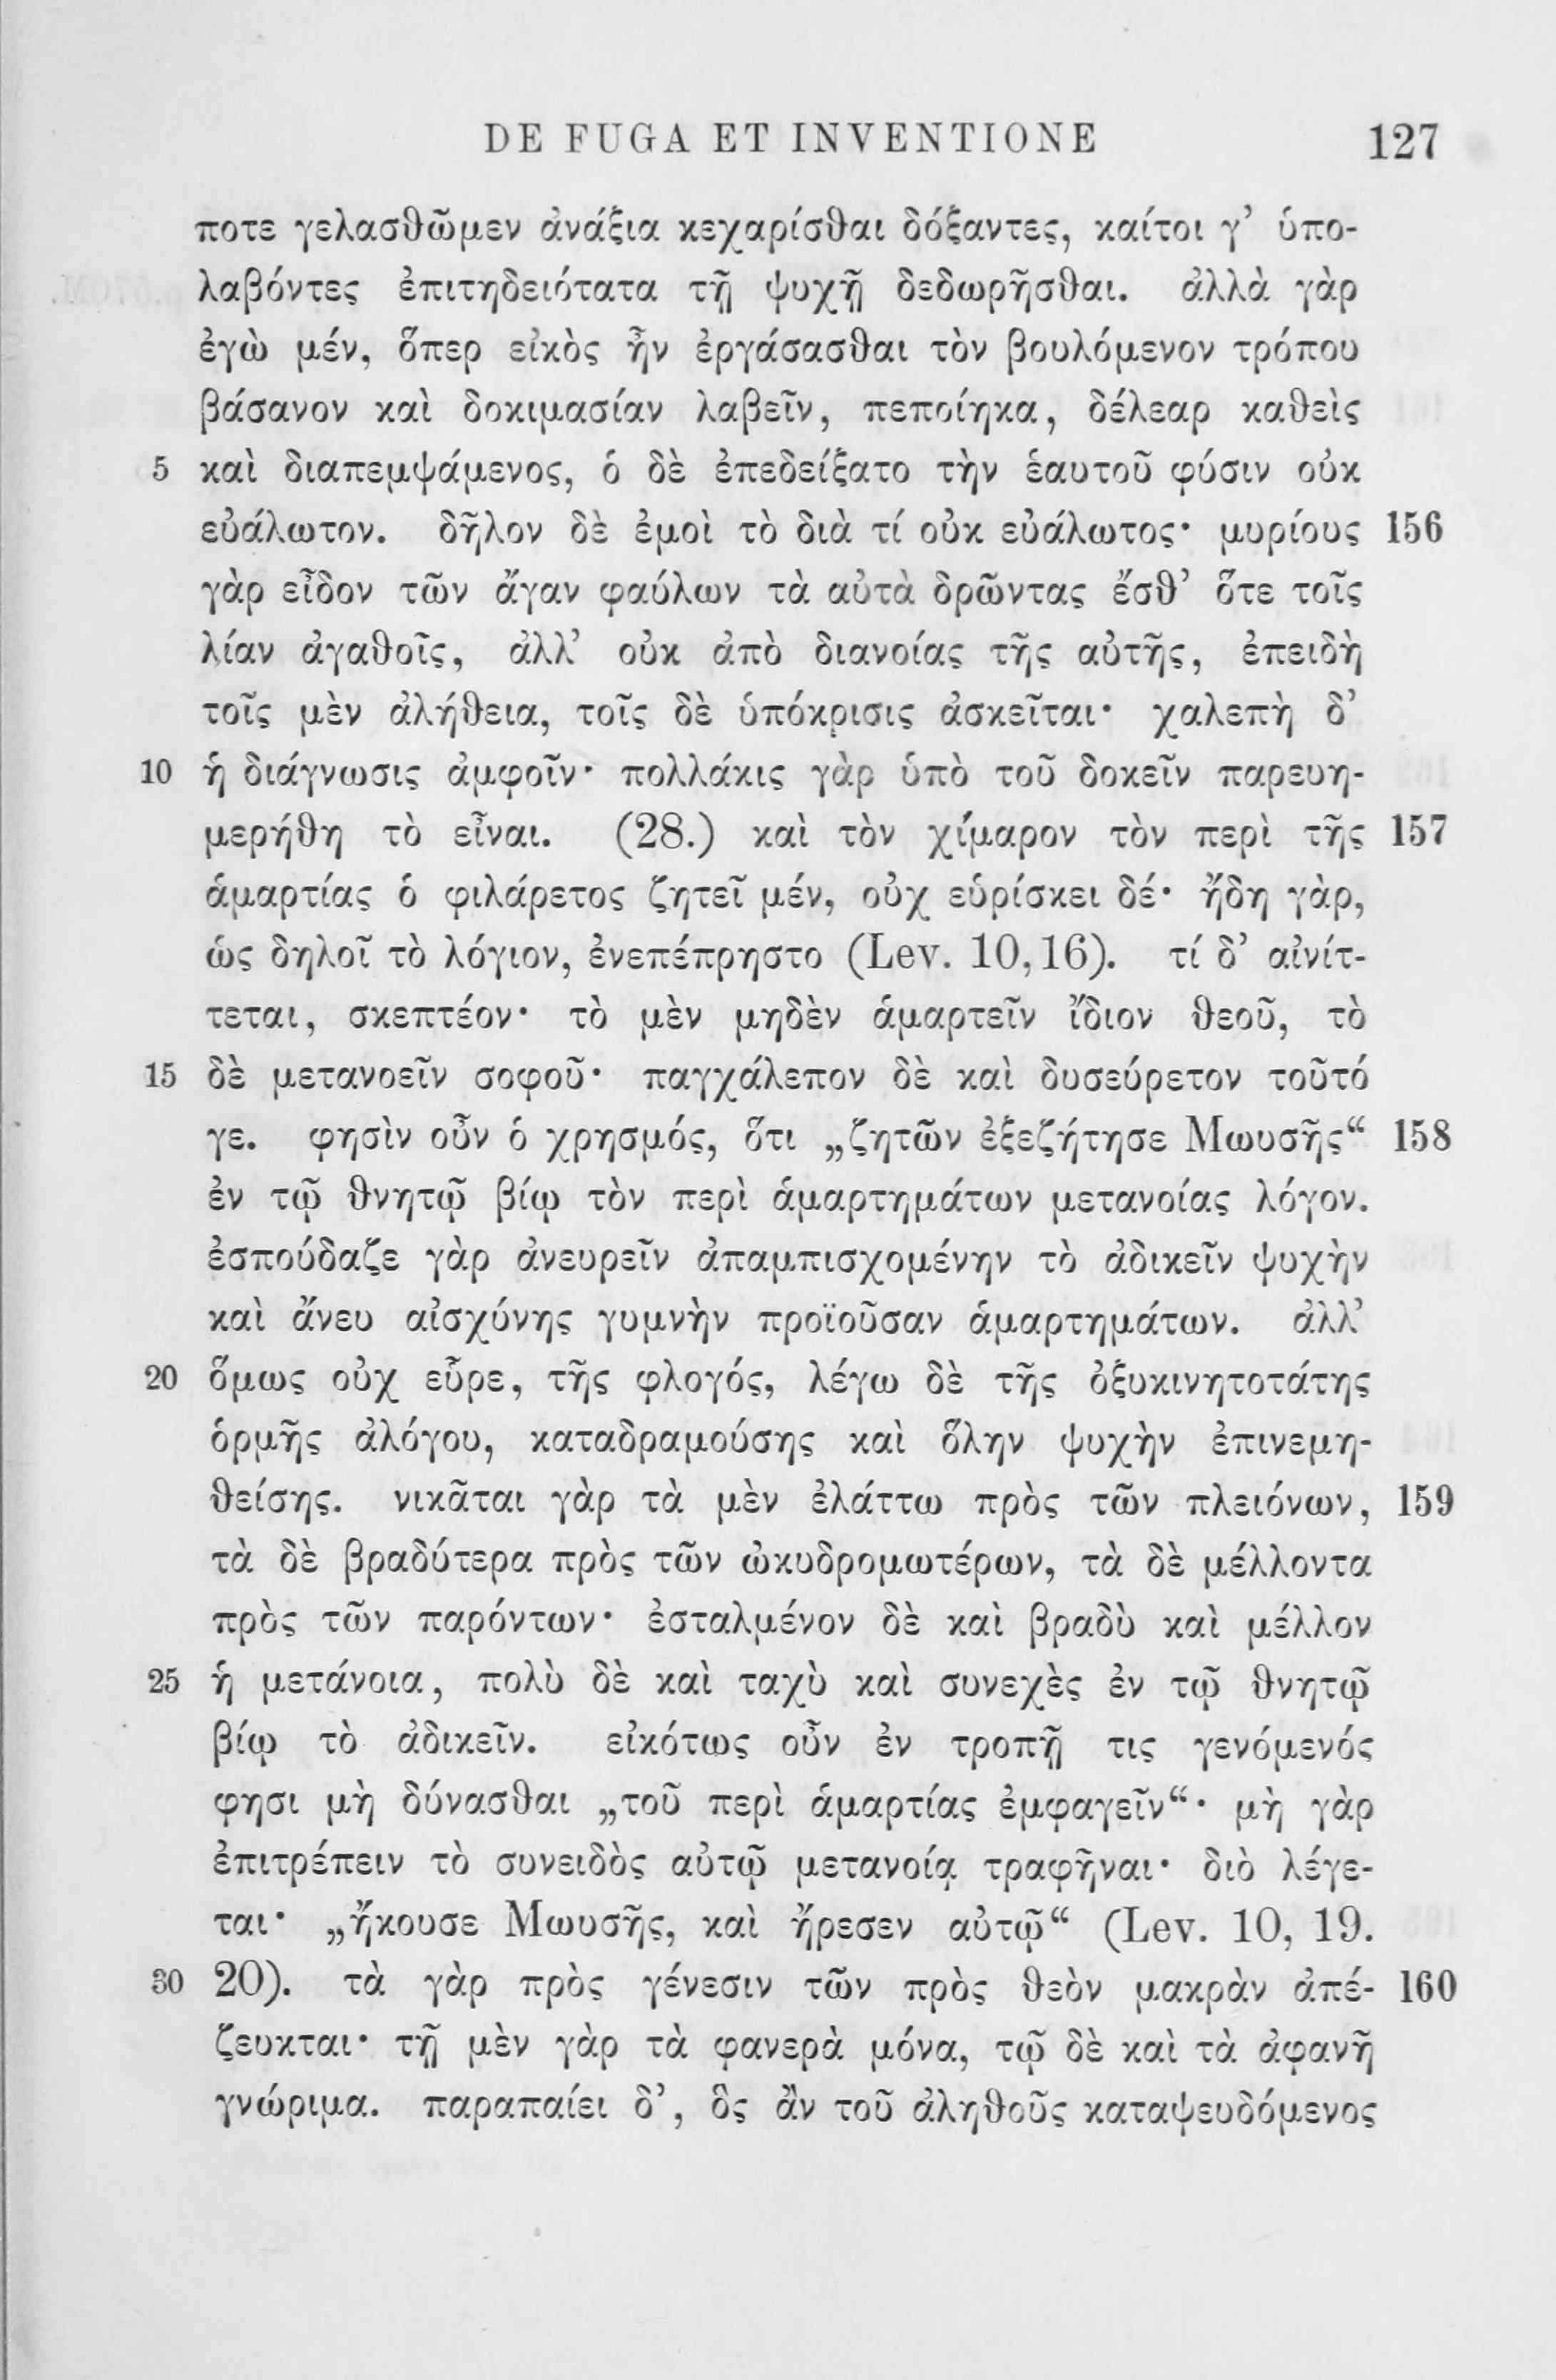 DE FUGA ET INVENTIONE 127
ποτε γελασθῶμεν ἀνάξια κεχαρίσθαι δόξαντες, καίτοι γ’ ὑπο-
λαβόντες ἐπιτηδειότατα τῇ ψυχῇ δεδωρῆσθαι. ἀλλὰ γὰρ
ἐγὼ μέν, ὅπερ εἰκὸς ἦν ἐργάσασθαι τὸν βουλόμενον τρόπου
βάσανον καὶ δοκιμασίαν λαβεῖν, πεποίηκα, δέλεαρ καθεὶς
5 καὶ διαπεμψάμενος, ὁ δὲ ἐπεδείξατο τὴν ἑαυτοῦ φύσιν οὐκ
εὐάλωτον. δῆλον δὲ ἐμοὶ τὸ διὰ τί οὐκ εὐάλωτος· μυρίους 156
γὰρ εἶδον τῶν ἄγαν φαύλων τὰ αὐτὰ δρῶντας ἔσθ’ ὅτε τοῖς
λίαν ἀγαθοῖς, ἀλλ’ οὐκ ἀπὸ διανοίας τῆς αὐτῆς, ἐπειδὴ
τοῖς μὲν ἀλήθεια, τοῖς δὲ ὑπόκρισις ἀσκεῖται· χαλεπὴ δ’
10 ἡ διάγνωσις ἀμφοῖν· πολλάκις γὰρ ὑπὸ τοῦ δοκεῖν παρευη-
μερήθη τὸ εἶναι. (28.) καὶ τὸν χίμαρον τὸν περὶ τῆς 157
ἁμαρτίας ὁ φιλάρετος ζητεῖ μέν, οὐχ εὑρίσκει δέ· ἤδη γὰρ,
ὡς δηλοῖ τὸ λόγιον, ἐνεπέπρηστο (Lev. 10,16). τί δ’ αἰνίτ-
τεται, σκεπτέον· τὸ μὲν μηδὲν ἁμαρτεῖν ἴδιον θεοῦ, τὸ
15 δὲ μετανοεῖν σοφοῦ· παγχάλεπον δὲ καὶ δυσεύρετον τοῦτό
γε. φησὶν οὖν ὁ χρησμός, ὅτι „ζητῶν ἐξεζήτησε Μωυσῆς“ 158
ἐν τῷ θνητῷ βίῳ τὸν περὶ ἁμαρτημάτων μετανοίας λόγον.
ἐσπούδαζε γὰρ ἀνευρεῖν ἀπαμπισχομένην τὸ ἀδικεῖν ψυχὴν
καὶ ἄνευ αἰσχύνης γυμνὴν προϊοῦσαν ἁμαρτημάτων. ἀλλ’
20 ὅμως οὐχ εὗρε, τῆς φλογός, λέγω δὲ τῆς ὀξυκινητοτάτης
ὁρμῆς ἀλόγου, καταδραμούσης καὶ ὅλην ψυχὴν ἐπινεμη-
θείσης. νικᾶται γὰρ τὰ μὲν ἐλάττω πρὸς τῶν πλειόνων, 159
τὰ δὲ βραδύτερα πρὸς τῶν ὠκυδρομωτέρων, τὰ δὲ μέλλοντα
πρὸς τῶν παρόντων· ἐσταλμένον δὲ καὶ βραδὺ καὶ μέλλον
25 ἡ μετάνοια, πολὺ δὲ καὶ ταχὺ καὶ συνεχὲς ἐν τῷ θνητῷ
βίῳ τὸ ἀδικεῖν. εἰκότως οὖν ἐν τροπῇ τις γενόμενός
φησι μὴ δύνασθαι „τοῦ περὶ ἁμαρτίας ἐμφαγεῖν“· μὴ γὰρ
ἐπιτρέπειν τὸ συνειδὸς αὐτῷ μετανοίᾳ τραφῆναι· διὸ λέγε-
ται· „ἤκουσε Μωυσῆς, καὶ ἤρεσεν αὐτῷ“ (Lev. 10, 19.
30 20). τὰ γὰρ πρὸς γένεσιν τῶν πρὸς θεὸν μακρὰν ἀπέ- 160
ζευκται· τῇ μὲν γὰρ τὰ φανερὰ μόνα, τῷ δὲ καὶ τὰ ἀφανῆ
γνώριμα. παραπαίει δ’, ὃς ἂν τοῦ ἀληθοῦς καταψευδόμενος